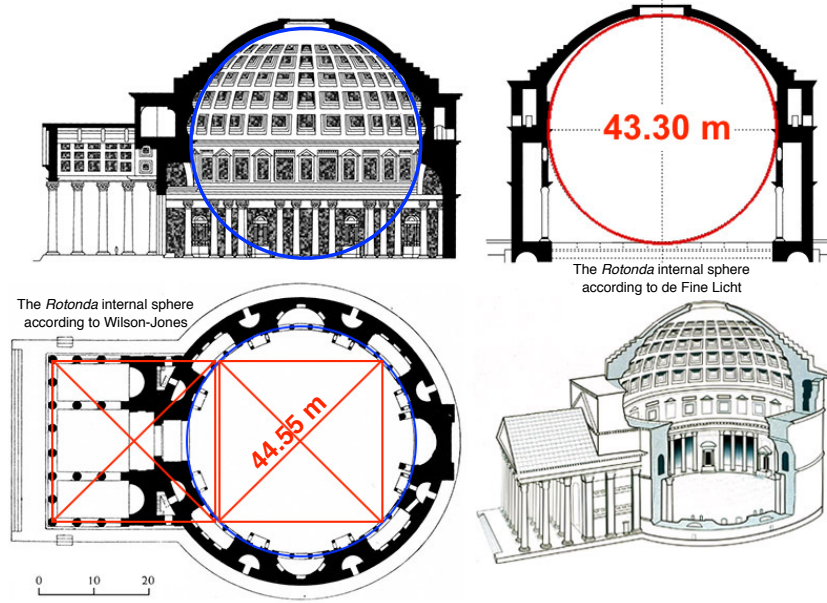 43.30 m
The Rotonda internal sphere
according to de Fine Licht
The Rotonda internal sphere
according to Wilson-Jones
44.55 m
0 10 20